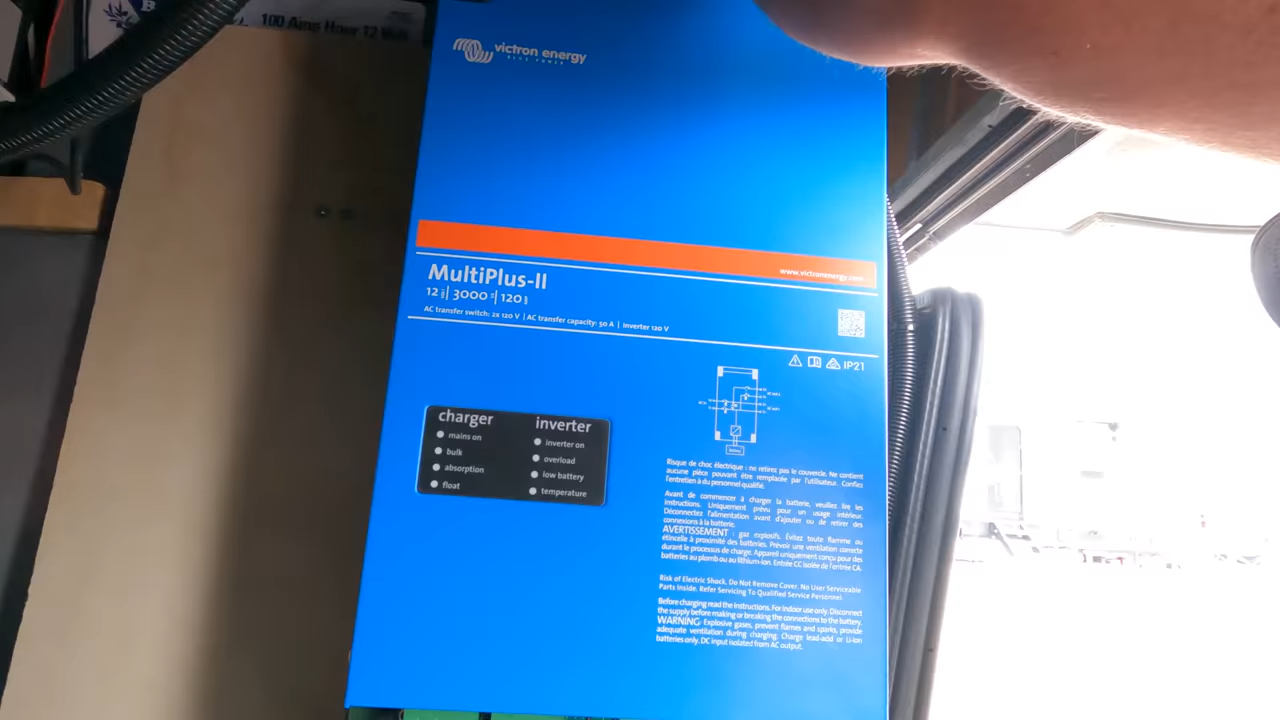 100 Amp Hour 12 Volt
victron energy
BLUE POWER
www.victronenergy.com
MultiPlus-II
12 | 3000 | 120
AC transfer switch: 2x 120 V | AC transfer capacity: 50 A | inverter 120 V
IP21
charger
mains on
bulk
absorption
float
inverter
inverter on
overload
low battery
temperature
Battery
Risque de choc électrique : ne retirez pas le couvercle. Ne contient
aucune pièce pouvant être remplacée par l'utilisateur. Confiez
l'entretien à du personnel qualifié.
Avant de commencer à charger la batterie, veuillez lire les
instructions. Uniquement prévu pour un usage intérieur.
Déconnectez l'alimentation avant d'ajouter ou de retirer des
connexions à la batterie.
AVERTISSEMENT : gaz explosifs. Évitez toute flamme ou
étincelle à proximité des batteries. Prévoir une ventilation correcte
durant le processus de charge. Appareil uniquement conçu pour des
batteries au plomb ou au lithium-ion. Entrée CC isolée de l'entrée CA.
Risk of Electric Shock. Do Not Remove Cover. No User Serviceable
Parts Inside. Refer Servicing To Qualified Service Personnel.
Before charging read the instructions. For indoor use only. Disconnect
the supply before making or breaking the connections to the battery.
WARNING: Explosive gases, prevent flames and sparks, provide
adequate ventilation during charging. Charge lead-acid or Li-ion
batteries only. DC input isolated from AC output.